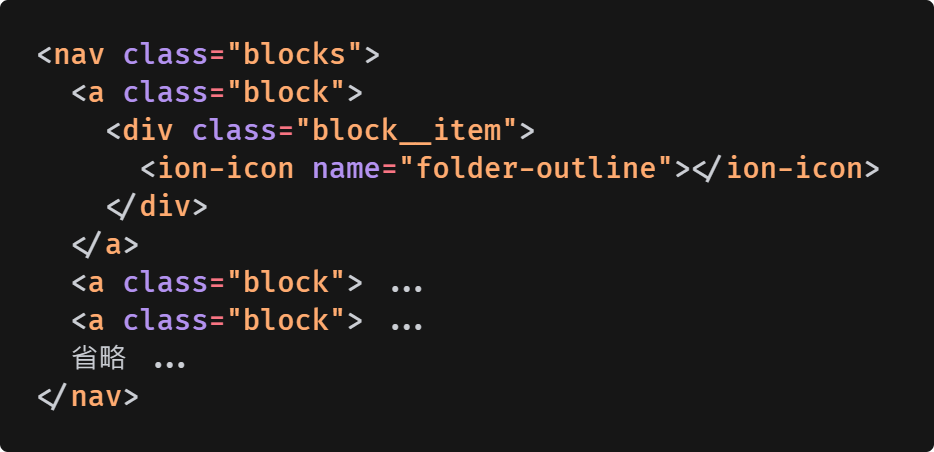 <nav class="blocks">
  <a class="block">
    <div class="block__item">
      <ion-icon name="folder-outline"></ion-icon>
    </div>
  </a>
  <a class="block"> ...
  <a class="block"> ...
  省略 ...
</nav>